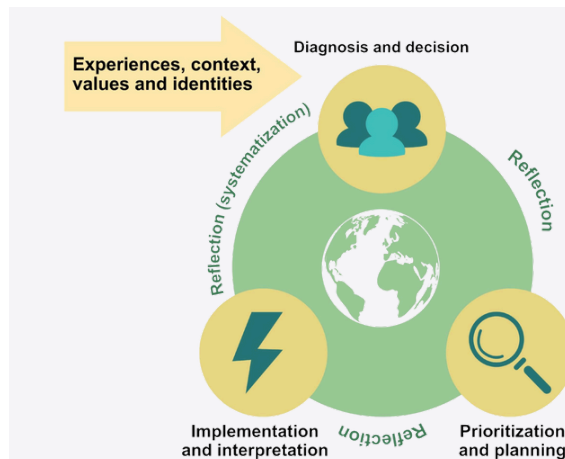 Diagnosis and decision
Experiences, context,
values and identities
Reflection (systematization)
Reflection
Reflection
Implementation
and interpretation
Prioritization
and planning